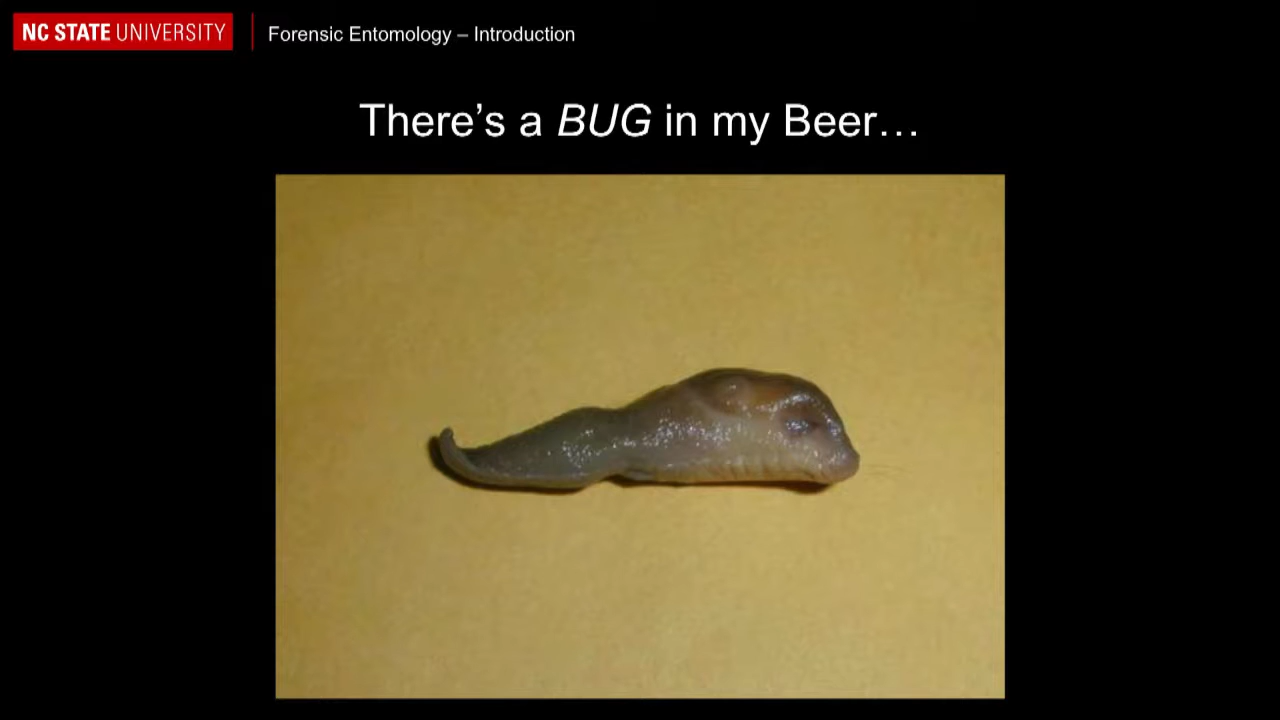 NC STATE UNIVERSITY
Forensic Entomology – Introduction
There's a BUG in my Beer…